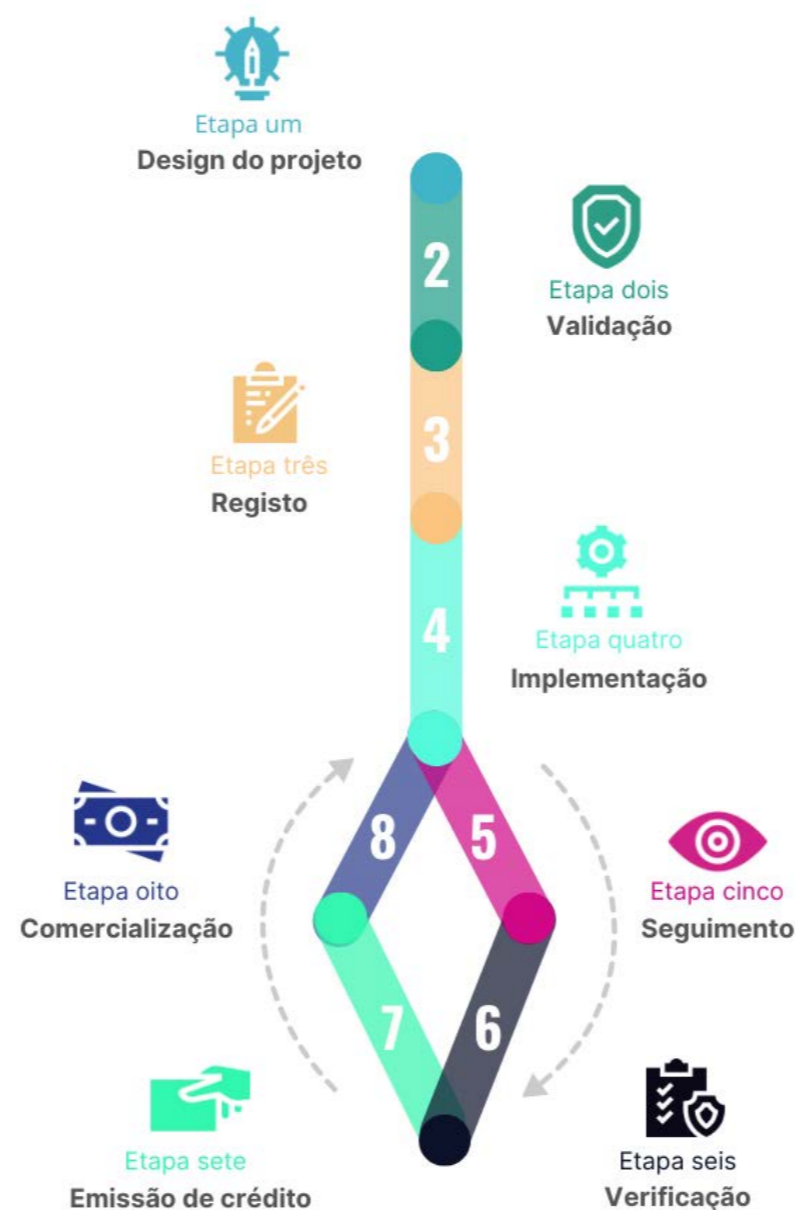 Etapa um
Design do projeto
2
Etapa dois
Validação
Etapa três
Registo
3
Etapa quatro
Implementação
4
Etapa oito
Comercialização
8
5
Etapa cinco
Seguimento
7
6
Etapa sete
Emissão de crédito
Etapa seis
Verificação